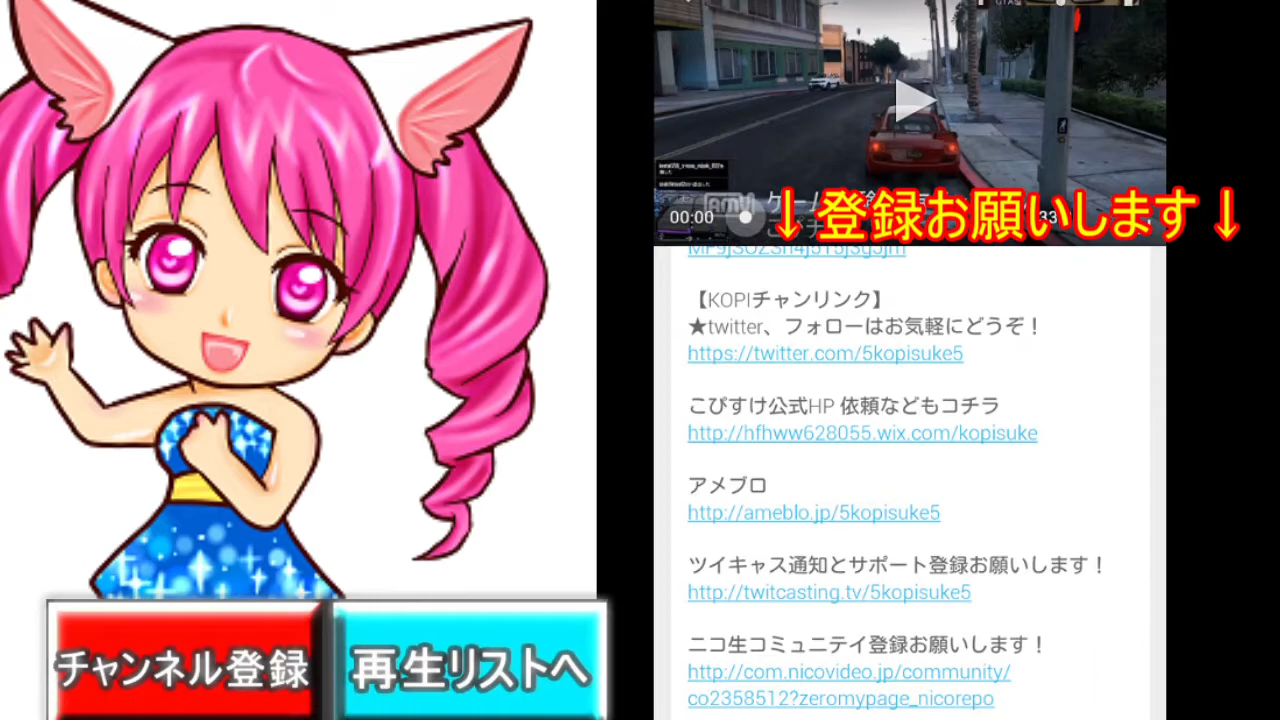 00:00
↓登録お願いします↓
【KOPIチャンリンク】
★twitter、フォローはお気軽にどうぞ！
https://twitter.com/5kopisuke5
こぴすけ公式HP 依頼などもコチラ
http://hfhww628055.wix.com/kopisuke
アメブロ
http://ameblo.jp/5kopisuke5
ツイキャス通知とサポート登録お願いします！
http://twitcasting.tv/5kopisuke5
ニコ生コミュニテイ登録お願いします！
http://com.nicovideo.jp/community/
co2358512?zeromypage_nicorepo
チャンネル登録
再生リストへ